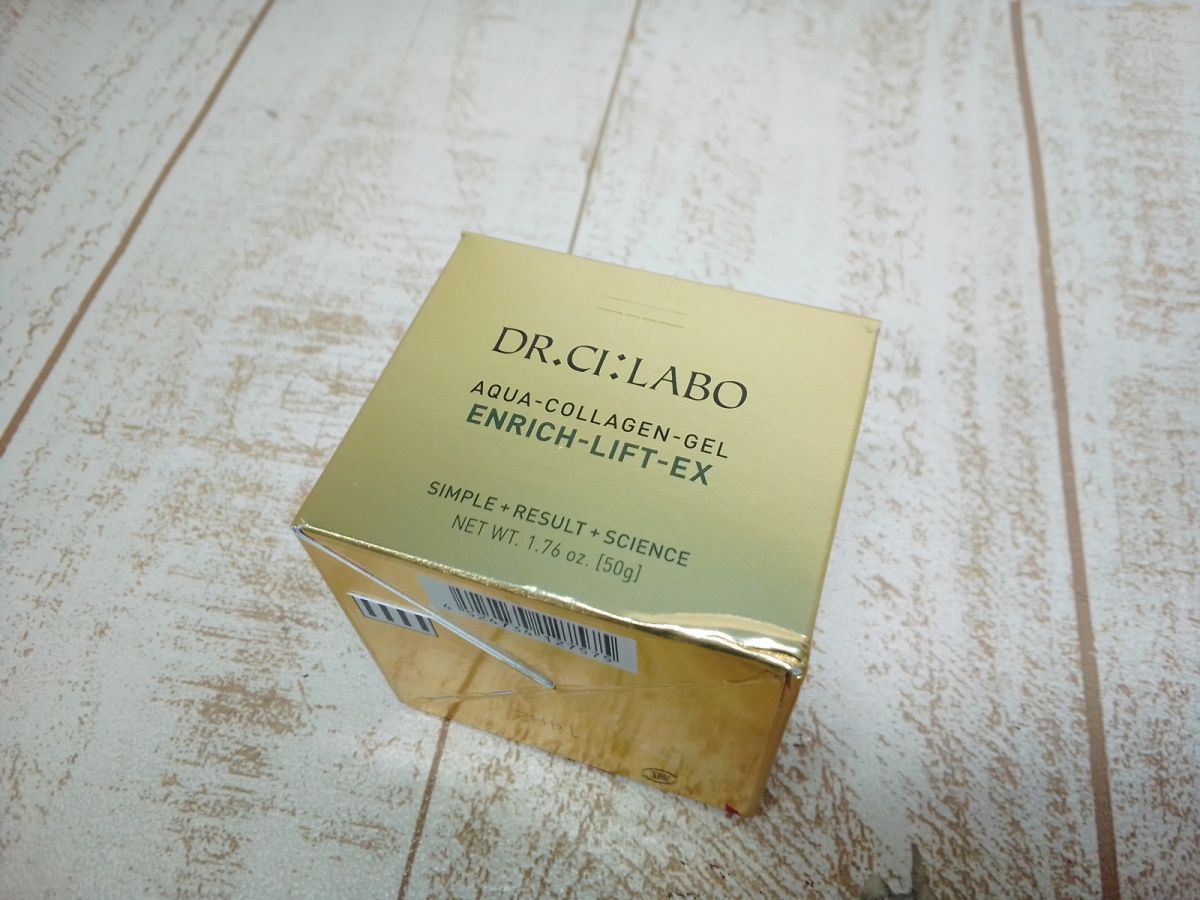 DR.CI:LABO
AQUA-COLLAGEN-GEL
ENRICH-LIFT-EX
SIMPLE+RESULT+SCIENCE
NET WT. 1.76 oz. [50g]